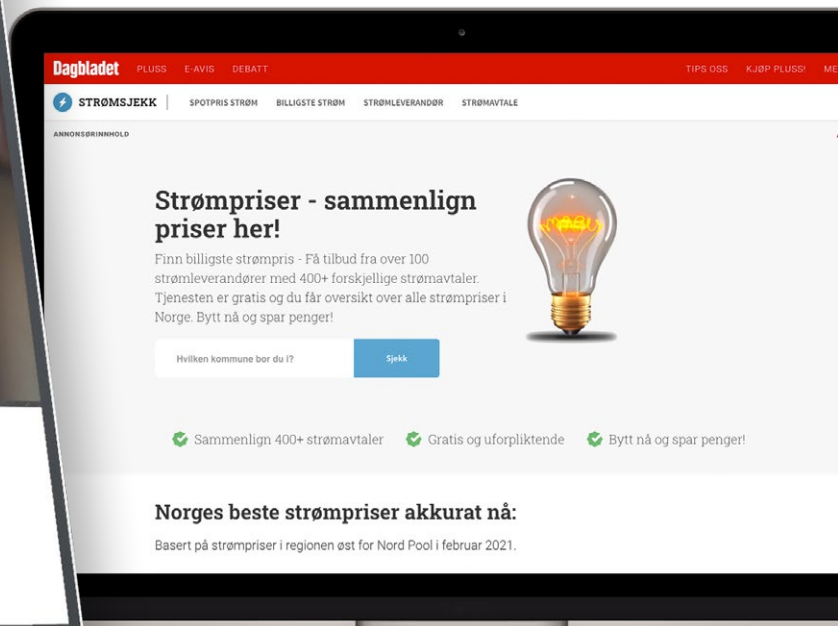 Dagbladet PLUSS E-AVIS DEBATT TIPS OSS KJØP PLUSS!
STRØMSJEKK SPOTPRIS STRØM BILLIGSTE STRØM STRØMLEVERANDØR STRØMAVTALE
ANNONSØRINNHOLD
Strømpriser - sammenlign
priser her!
Finn billigste strømpris - Få tilbud fra over 100
strømleverandører med 400+ forskjellige strømavtaler.
Tjenesten er gratis og du får oversikt over alle strømpriser i
Norge. Bytt nå og spar penger!
Hvilken kommune bor du i? Sjekk
Sammenlign 400+ strømavtaler Gratis og uforpliktende Bytt nå og spar penger!
Norges beste strømpriser akkurat nå:
Basert på strømpriser i regionen øst for Nord Pool i februar 2021.